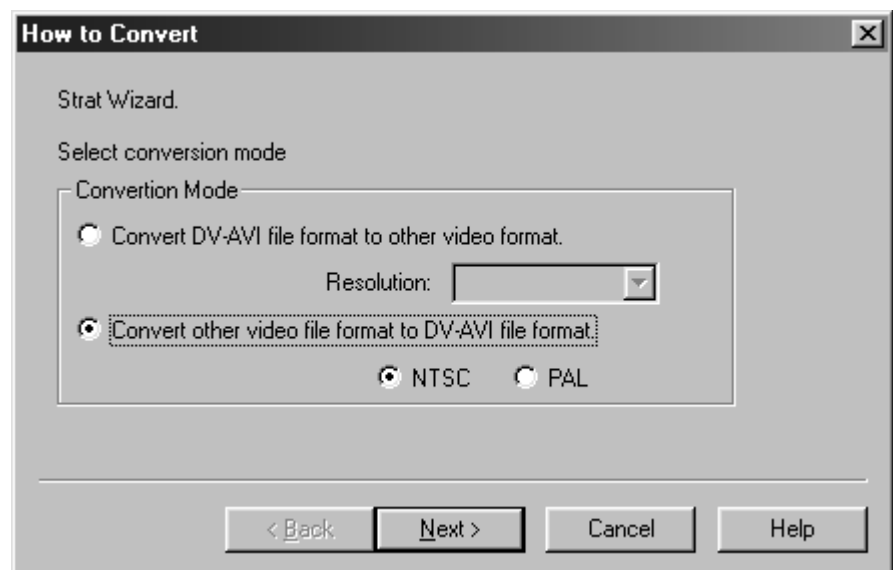 How to Convert
Strat Wizard.
Select conversion mode
Convertion Mode
Convert DV-AVI file format to other video format.
Resolution:
Convert other video file format to DV-AVI file format.
NTSC PAL
< Back Next > Cancel Help